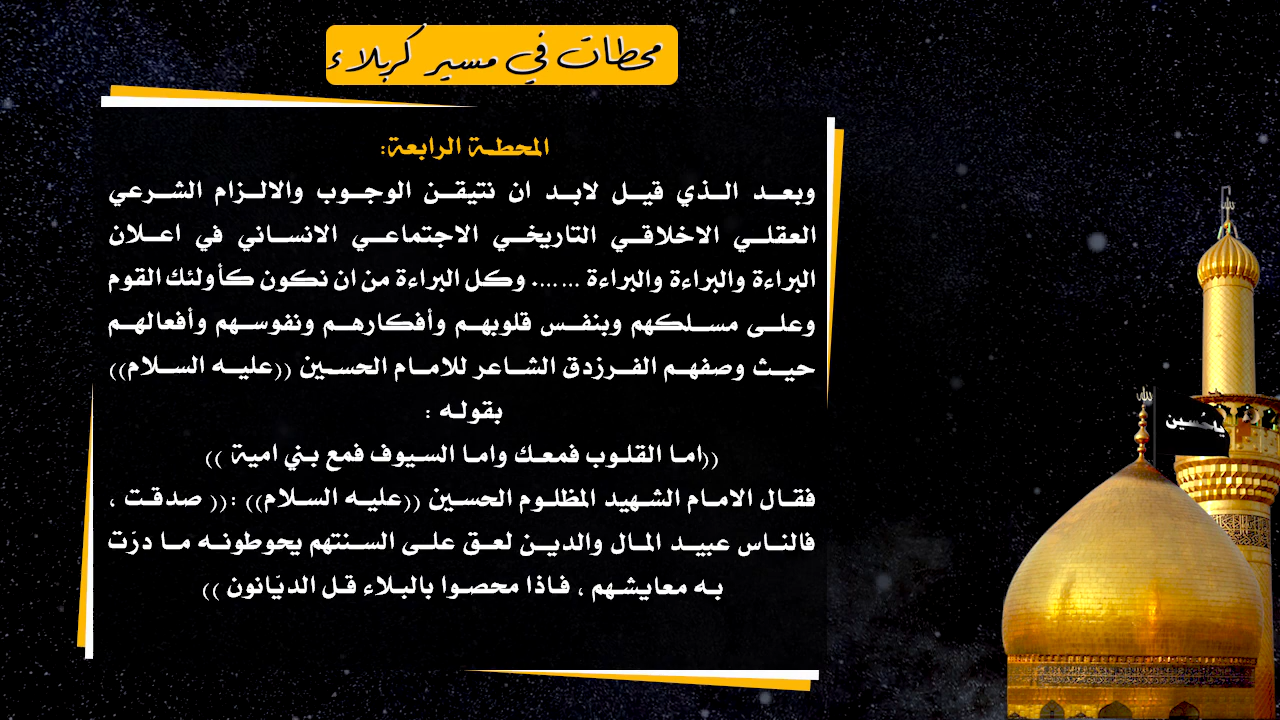 محطات في مسير كربلاء
المحطة الرابعة:
وبعد الذي قيل لابد ان نتيقن الوجوب والالزام الشرعي
العقلي الاخلاقي التاريخي الاجتماعي الانساني في اعلان
البراءة والبراءة والبراءة ....... وكل البراءة من ان نكون كأولئك القوم
وعلى مسلكهم وبنفس قلوبهم وأفكارهم ونفوسهم وأفعالهم
حيث وصفهم الفرزدق الشاعر للامام الحسين ((عليه السلام))
بقوله :
((اما القلوب فمعك واما السيوف فمع بني امية ))
فقال الامام الشهيد المظلوم الحسين ((عليه السلام)) :(( صدقت ،
فالناس عبيد المال والدين لعق على السنتهم يحوطونه ما درّت
به معايشهم ، فاذا محصوا بالبلاء قل الديّانون ))
ياحسين